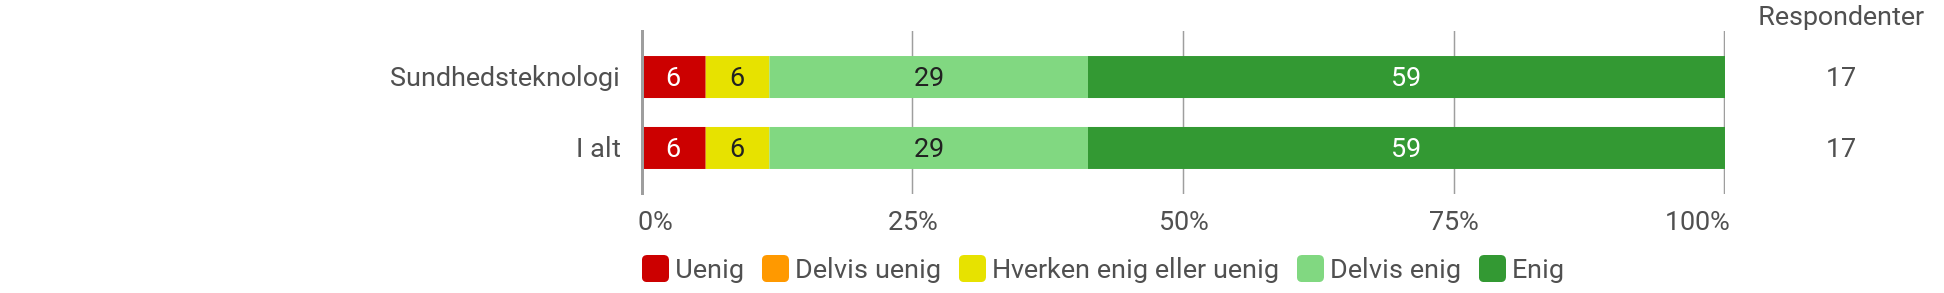 Respondenter
Sundhedsteknologi 6 6 29 59 17
I alt 6 6 29 59 17
0% 25% 50% 75% 100%
Uenig Delvis uenig Hverken enig eller uenig Delvis enig Enig